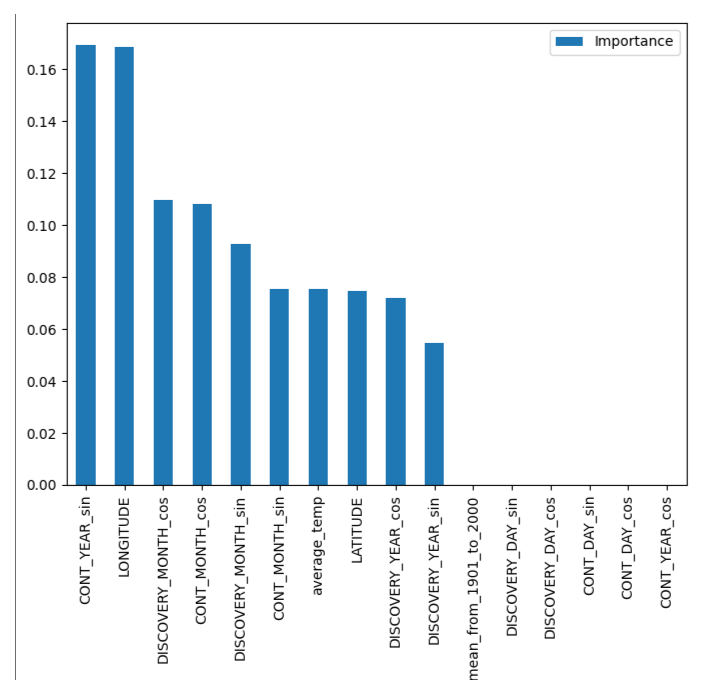 Importance
0.16
0.14
0.12
0.10
0.08
0.06
0.04
0.02
0.00
CONT_YEAR_sin
LONGITUDE
DISCOVERY_MONTH_cos
CONT_MONTH_cos
DISCOVERY_MONTH_sin
CONT_MONTH_sin
average_temp
LATITUDE
DISCOVERY_YEAR_cos
DISCOVERY_YEAR_sin
mean_from_1901_to_2000
DISCOVERY_DAY_sin
DISCOVERY_DAY_cos
CONT_DAY_sin
CONT_DAY_cos
CONT_YEAR_cos